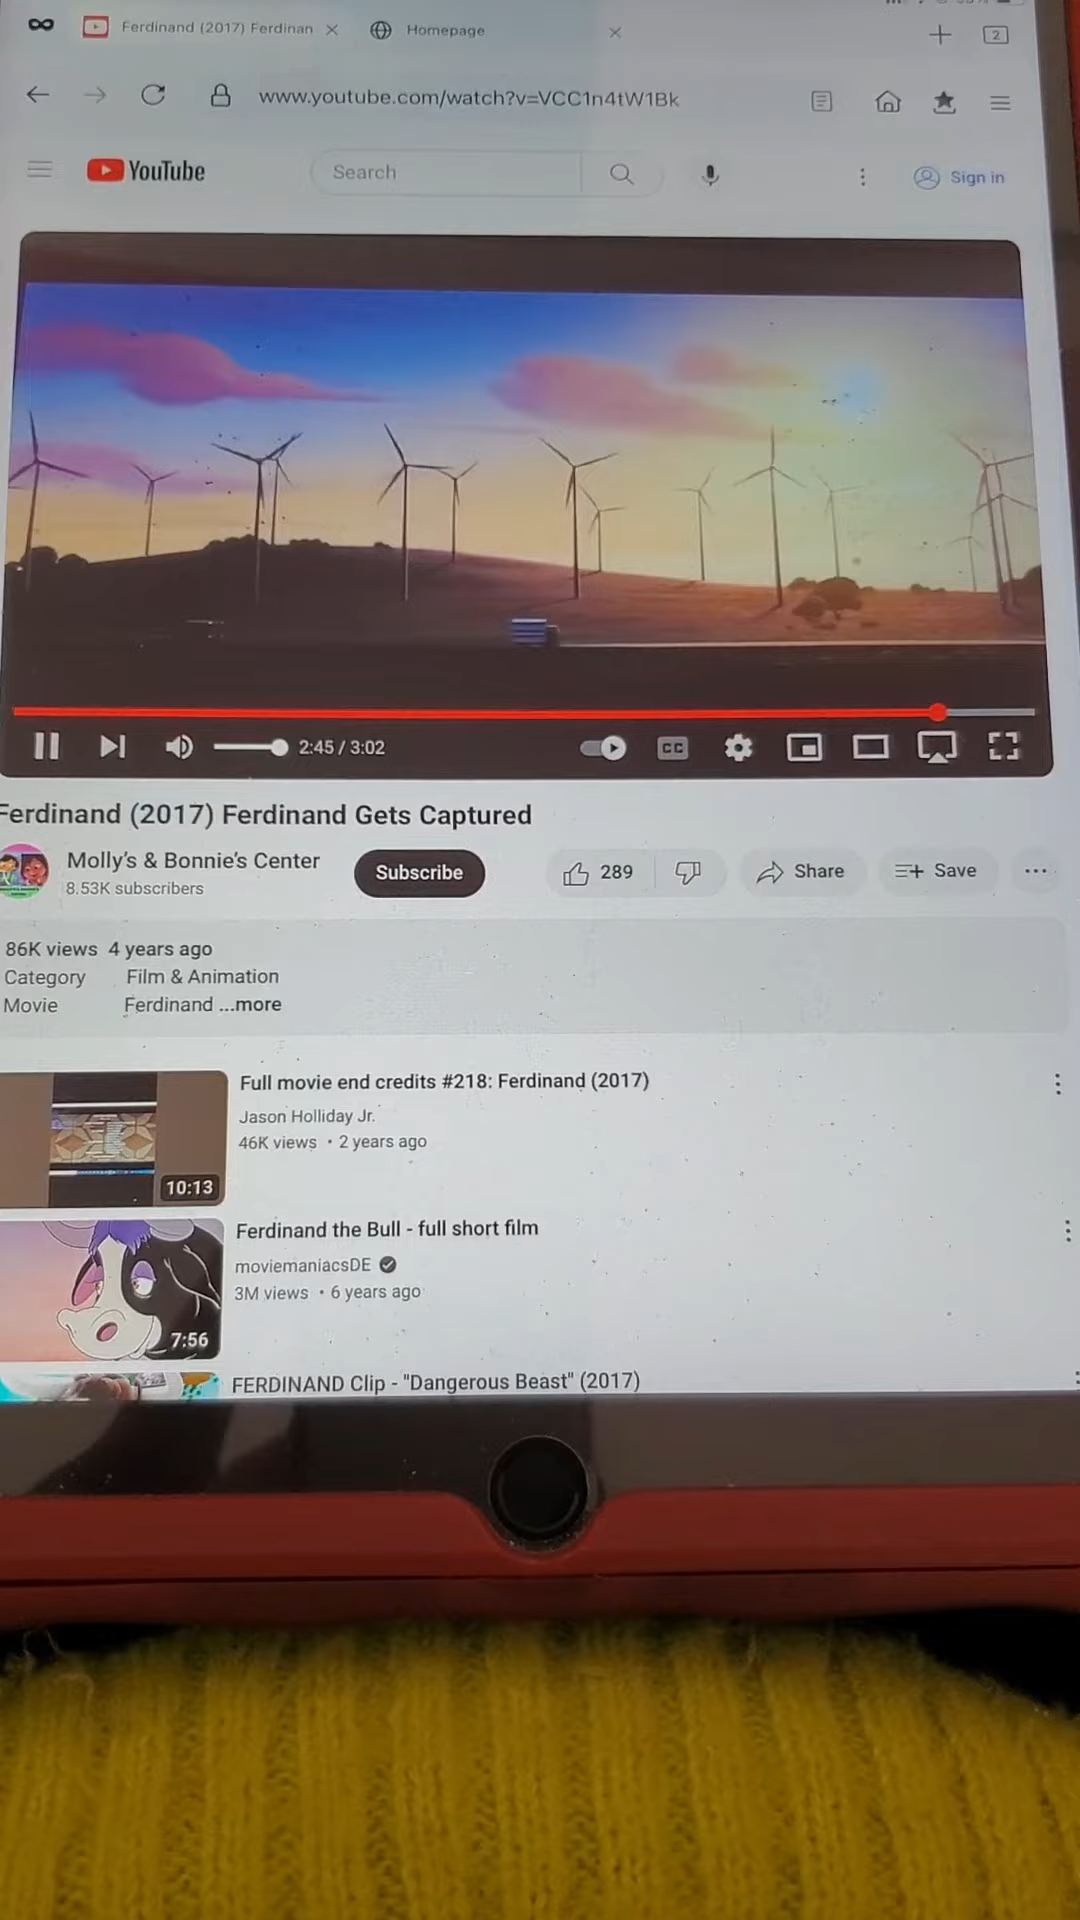 Ferdinand (2017) Ferdinan
Homepage
2
www.youtube.com/watch?v=VCC1n4tW1Bk
YouTube
Search
Sign in
2:45 / 3:02
CC
Ferdinand (2017) Ferdinand Gets Captured
Molly's & Bonnie's Center
8.53K subscribers
Subscribe
289
Share
Save
86K views 4 years ago
Category Film & Animation
Movie Ferdinand ...more
Full movie end credits #218: Ferdinand (2017)
Jason Holliday Jr.
46K views • 2 years ago
10:13
Ferdinand the Bull - full short film
moviemaniacsDE
3M views • 6 years ago
7:56
FERDINAND Clip - "Dangerous Beast" (2017)